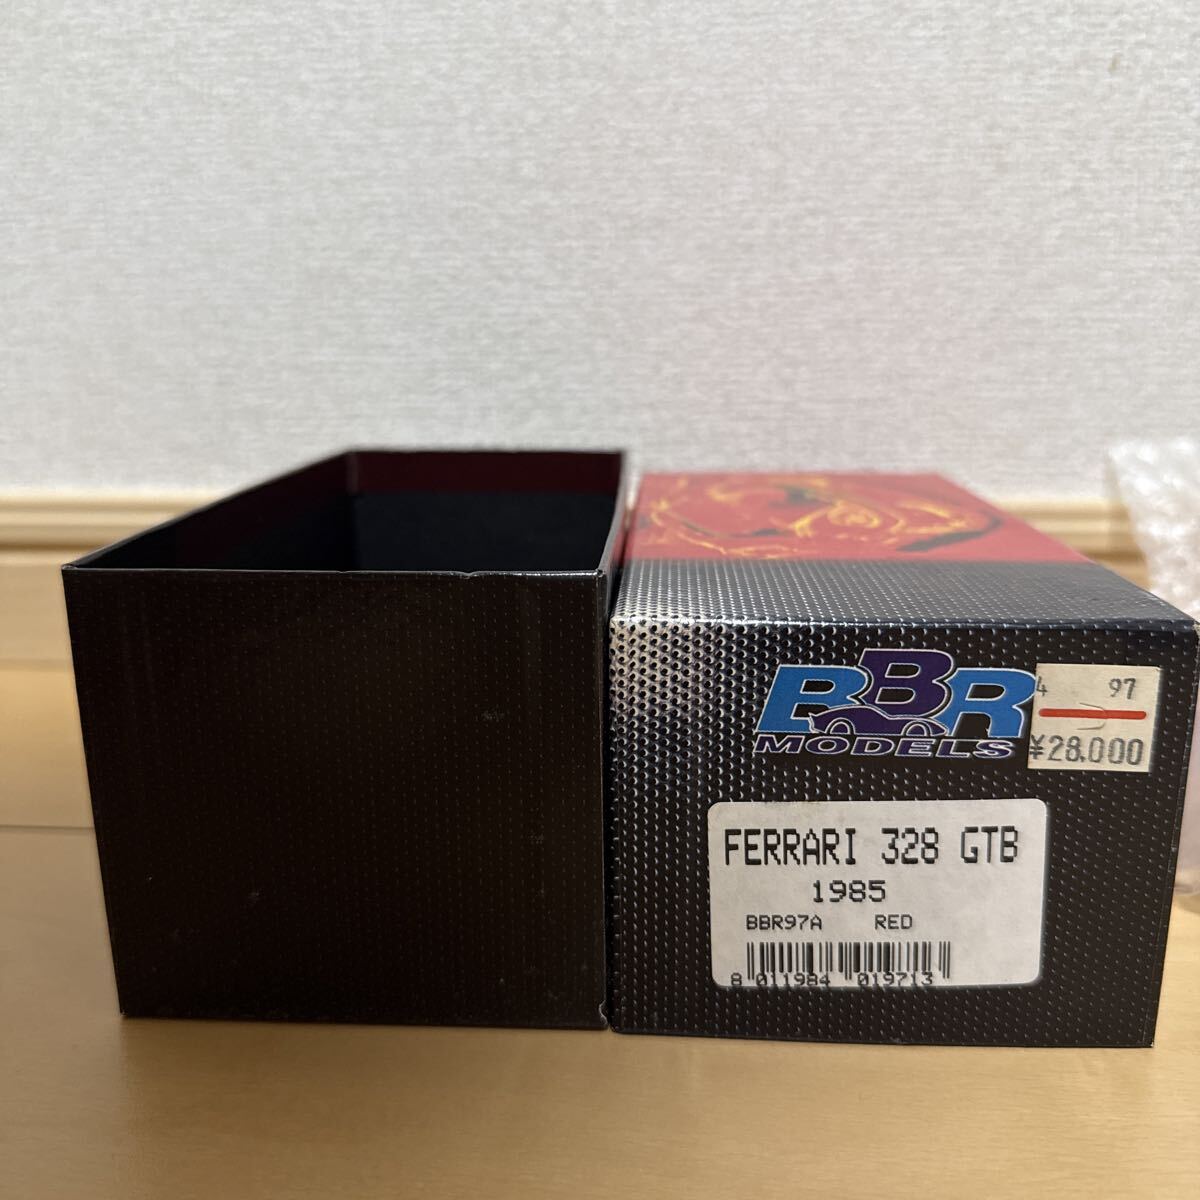 BBR
MODELS
4 97
¥28,000
FERRARI 328 GTB
1985
BBR97A RED
8 011984 019713